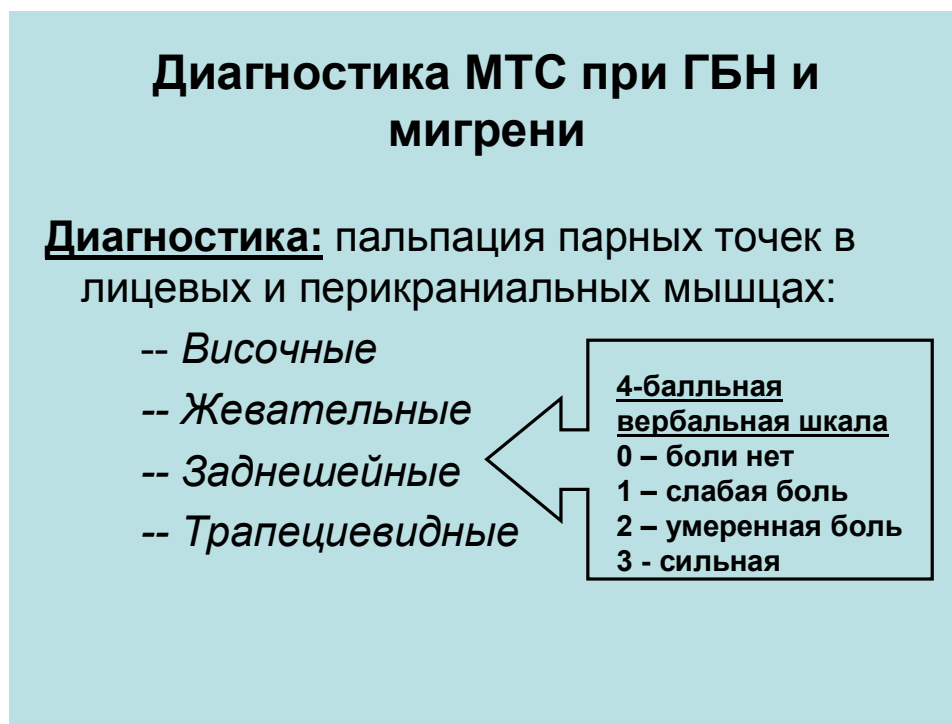 Диагностика МТС при ГБН и
мигрени
Диагностика: пальпация парных точек в
лицевых и перикраниальных мышцах:
-- Височные
-- Жевательные
-- Заднешейные
-- Трапециевидные
4-балльная
вербальная шкала
0 – боли нет
1 – слабая боль
2 – умеренная боль
3 - сильная